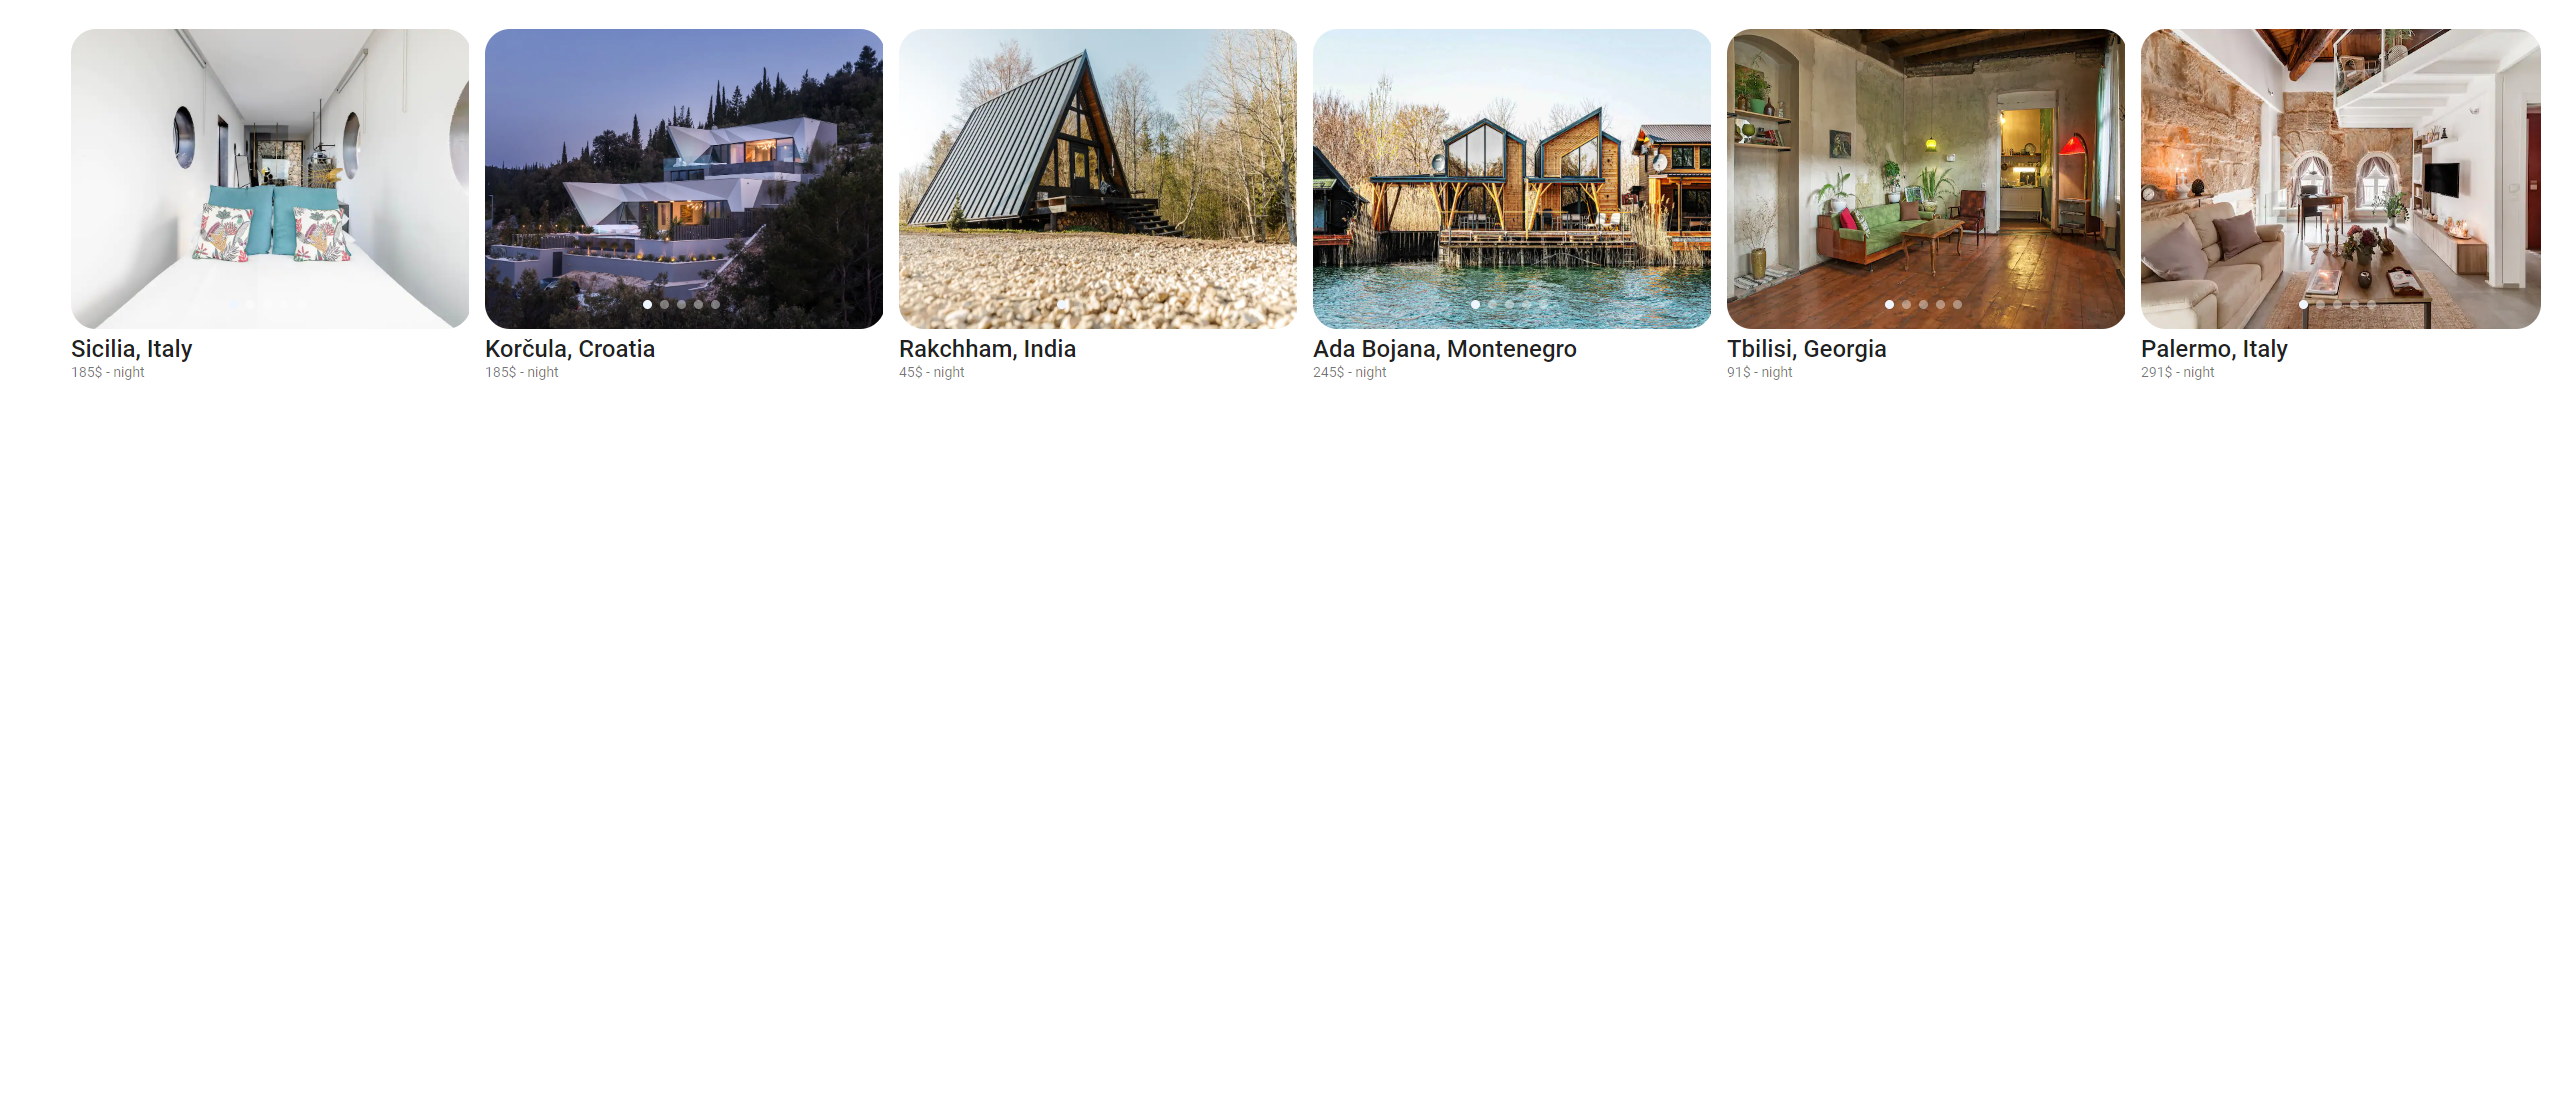 Sicilia, Italy
185$ - night
Korčula, Croatia
185$ - night
Rakchham, India
45$ - night
Ada Bojana, Montenegro
245$ - night
Tbilisi, Georgia
91$ - night
Palermo, Italy
291$ - night